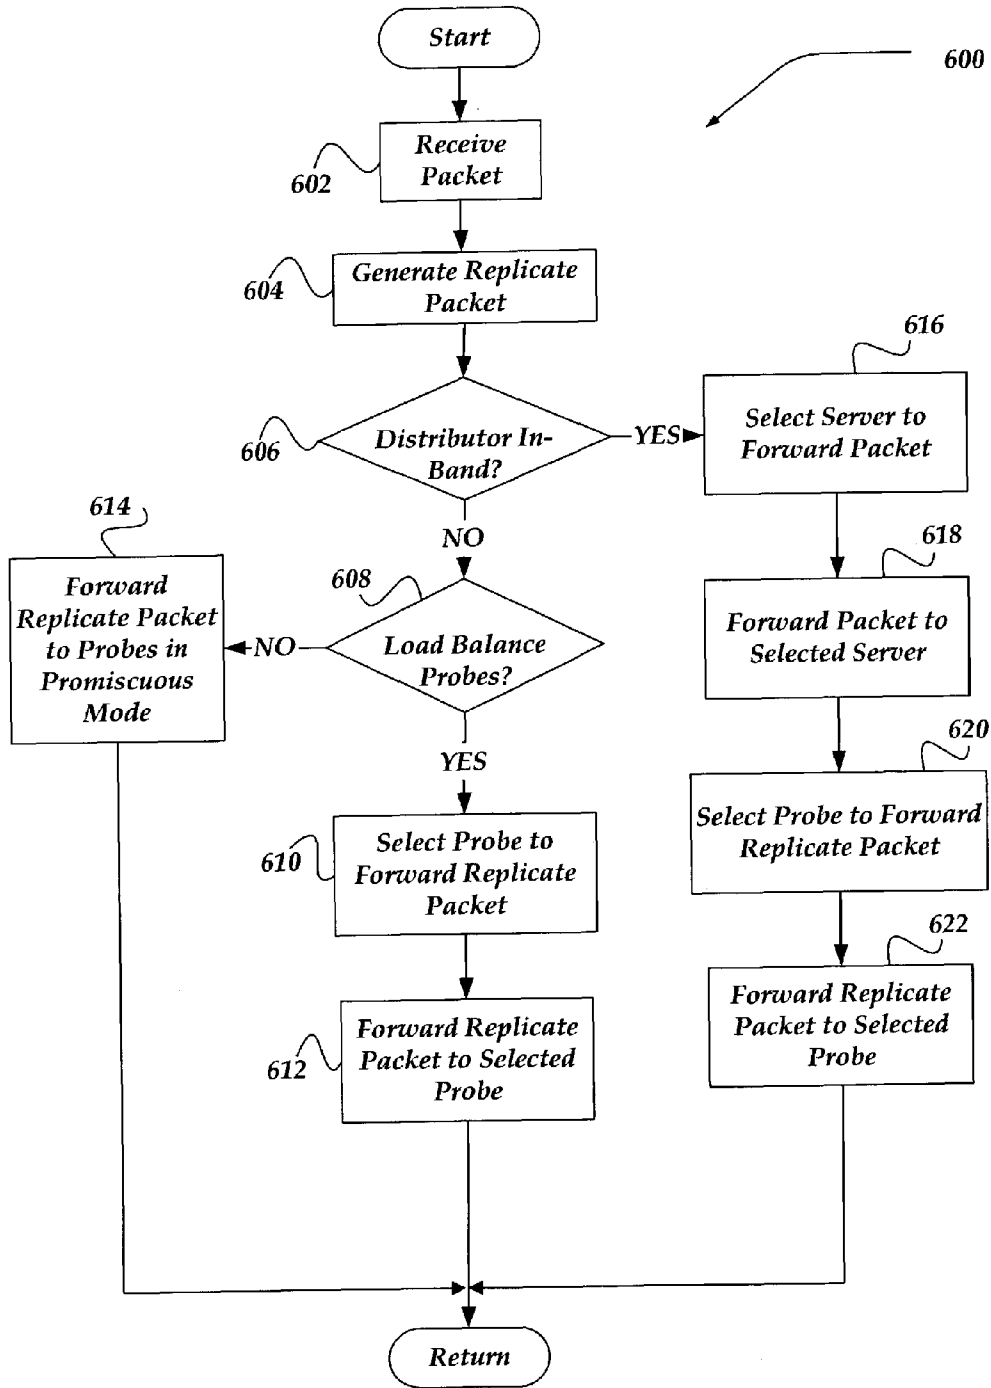 Start
600
Receive
Packet
602
Generate Replicate
Packet
604
616
Select Server to
Forward Packet
Distributor In-
Band?
606
YES
NO
614
618
Forward
Replicate Packet
to Probes in
Promiscuous
Mode
608
Load Balance
Probes?
NO
Forward Packet to
Selected Server
YES
620
Select Probe to Forward
Replicate Packet
610
Select Probe to
Forward Replicate
Packet
622
Forward Replicate
Packet to Selected
Probe
612
Forward Replicate
Packet to Selected
Probe
Return